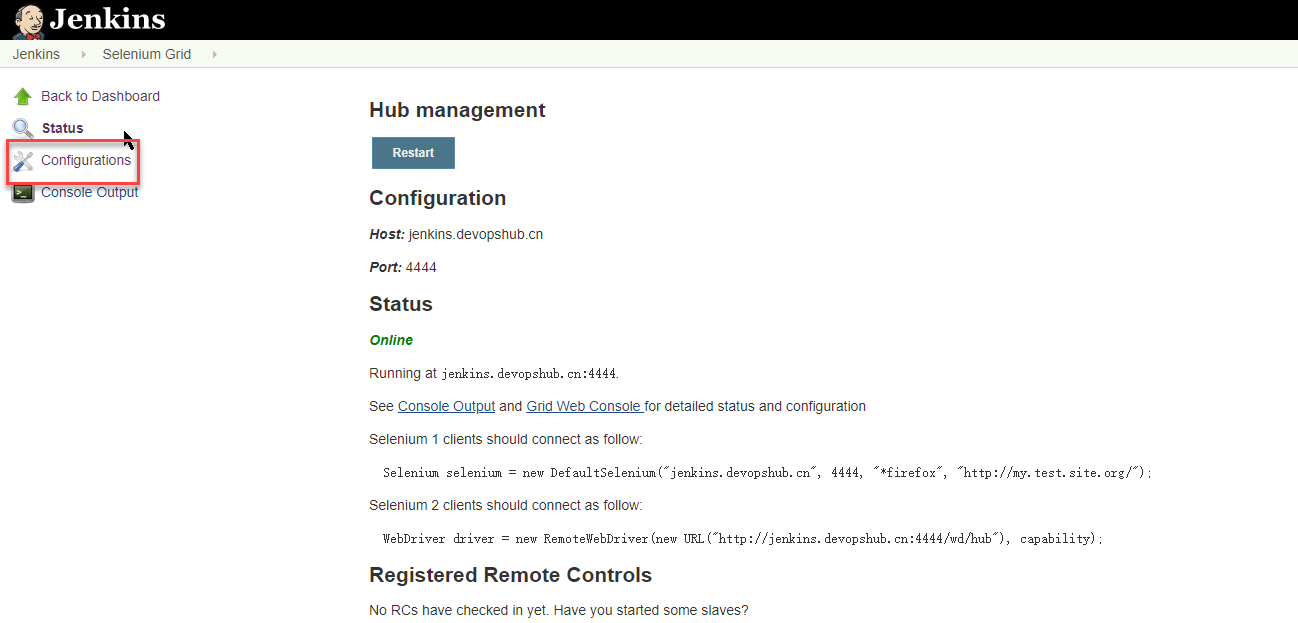 Jenkins
Jenkins Selenium Grid
Back to Dashboard
Status
Configurations
Console Output
Hub management
Restart
Configuration
Host: jenkins.devopshub.cn
Port: 4444
Status
Online
Running at jenkins.devopshub.cn:4444.
See Console Output and Grid Web Console for detailed status and configuration
Selenium 1 clients should connect as follow:
Selenium selenium = new DefaultSelenium("jenkins.devopshub.cn", 4444, "*firefox", "http://my.test.site.org/");
Selenium 2 clients should connect as follow:
WebDriver driver = new RemoteWebDriver(new URL("http://jenkins.devopshub.cn:4444/wd/hub"), capability);
Registered Remote Controls
No RCs have checked in yet. Have you started some slaves?